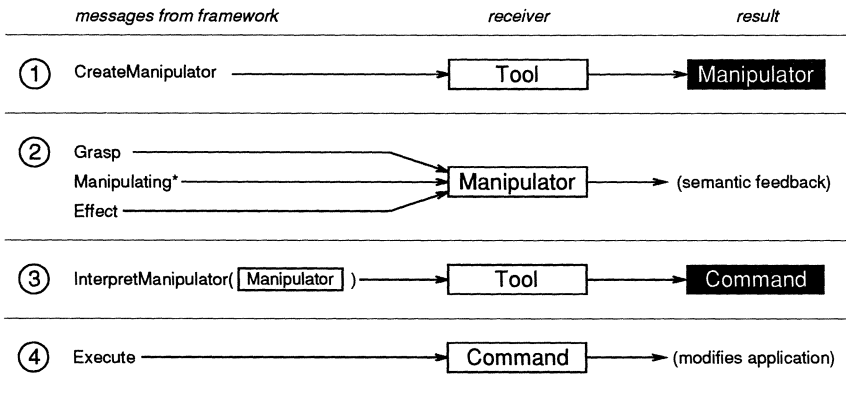 messages from framework receiver result
1 CreateManipulator Tool Manipulator
2 Grasp
Manipulating* Manipulator (semantic feedback)
Effect
3 InterpretManipulator( Manipulator ) Tool Command
4 Execute Command (modifies application)